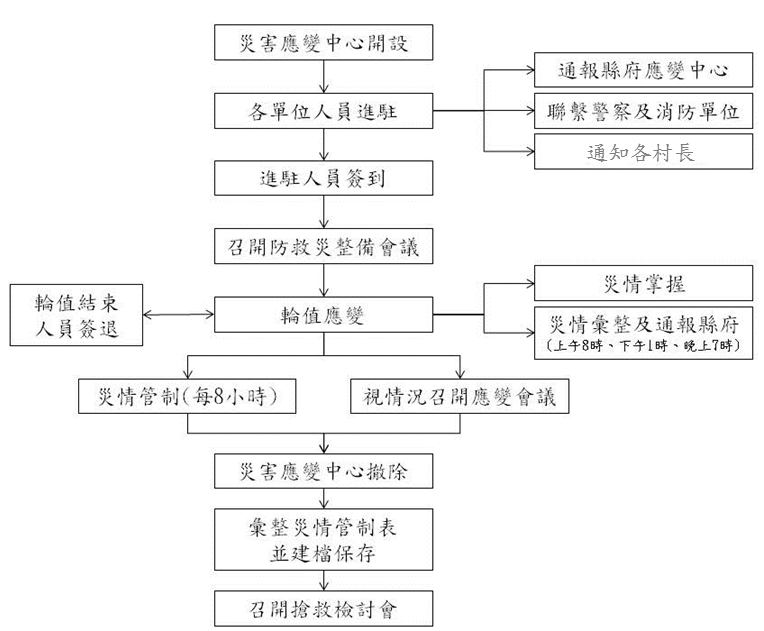 災害應變中心開設
各單位人員進駐
通報縣府應變中心
聯繫警察及消防單位
通知各村長
進駐人員簽到
召開防救災整備會議
輪值應變
輪值結束
人員簽退
災情掌握
災情彙整及通報縣府
(上午8時、下午1時、晚上7時)
災情管制(每8小時)
視情況召開應變會議
災害應變中心撤除
彙整災情管制表
並建檔保存
召開搶救檢討會